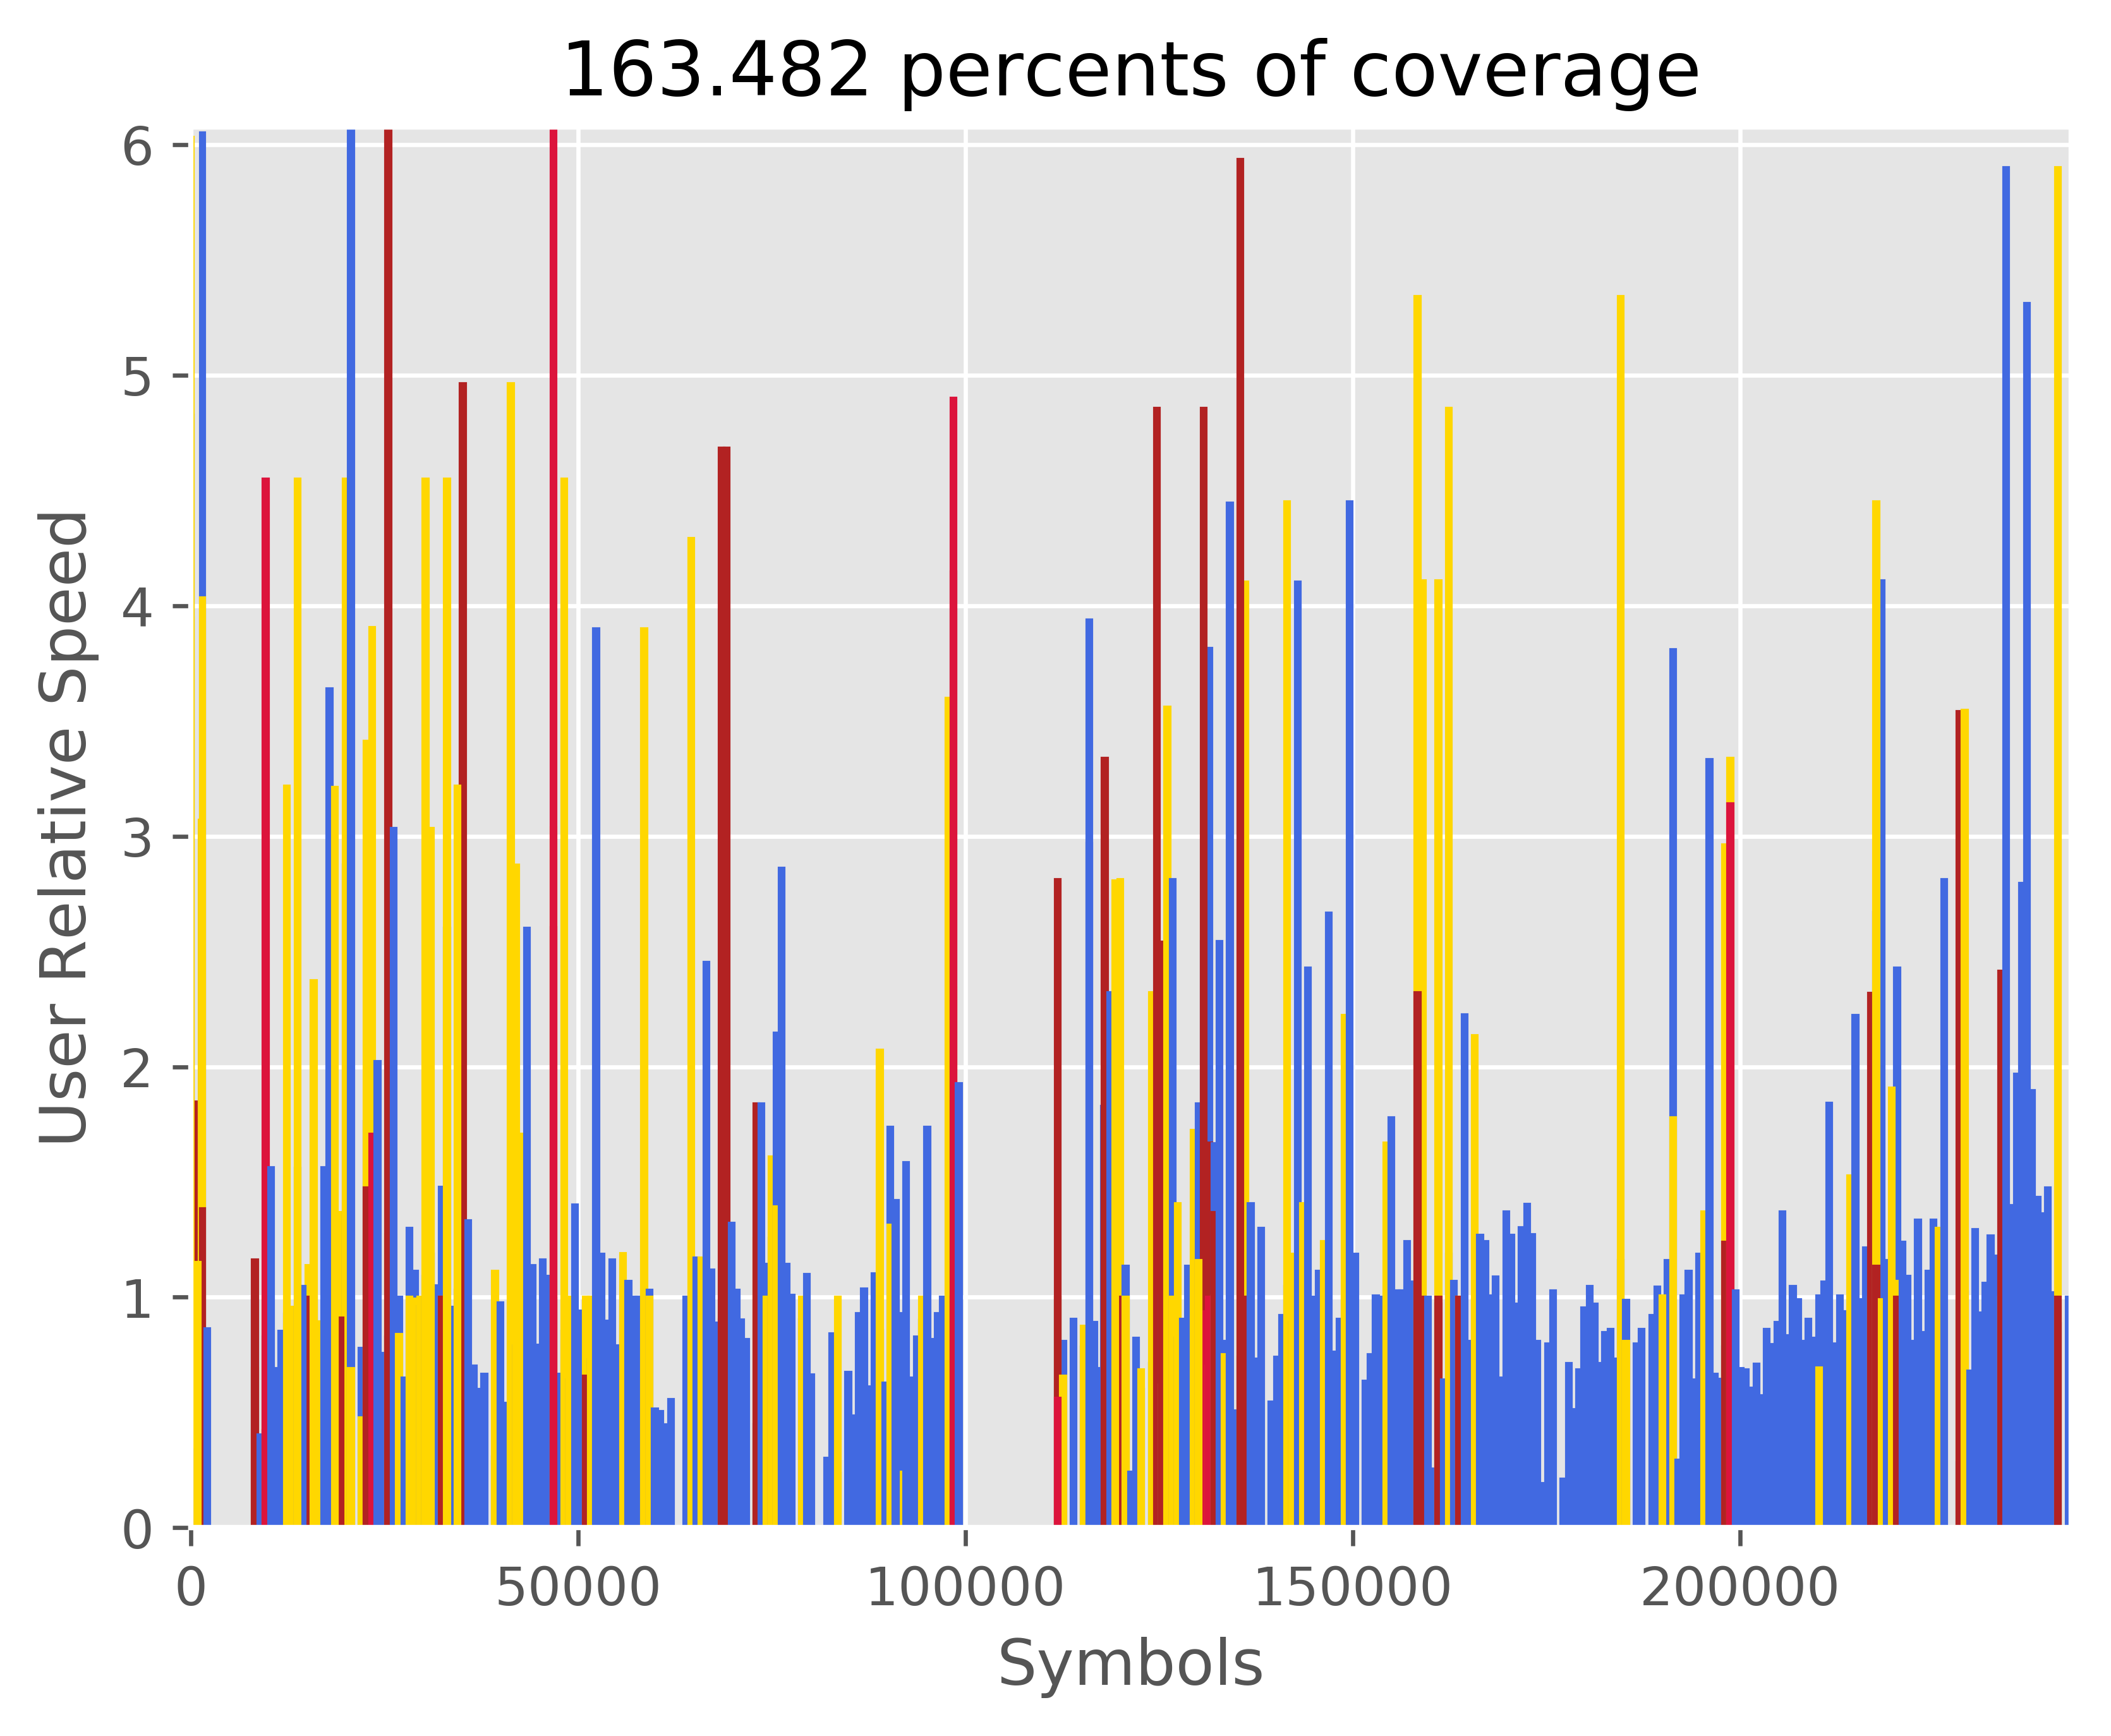 163.482 percents of coverage
6
5
4
3
2
1
0
User Relative Speed
0 50000 100000 150000 200000
Symbols